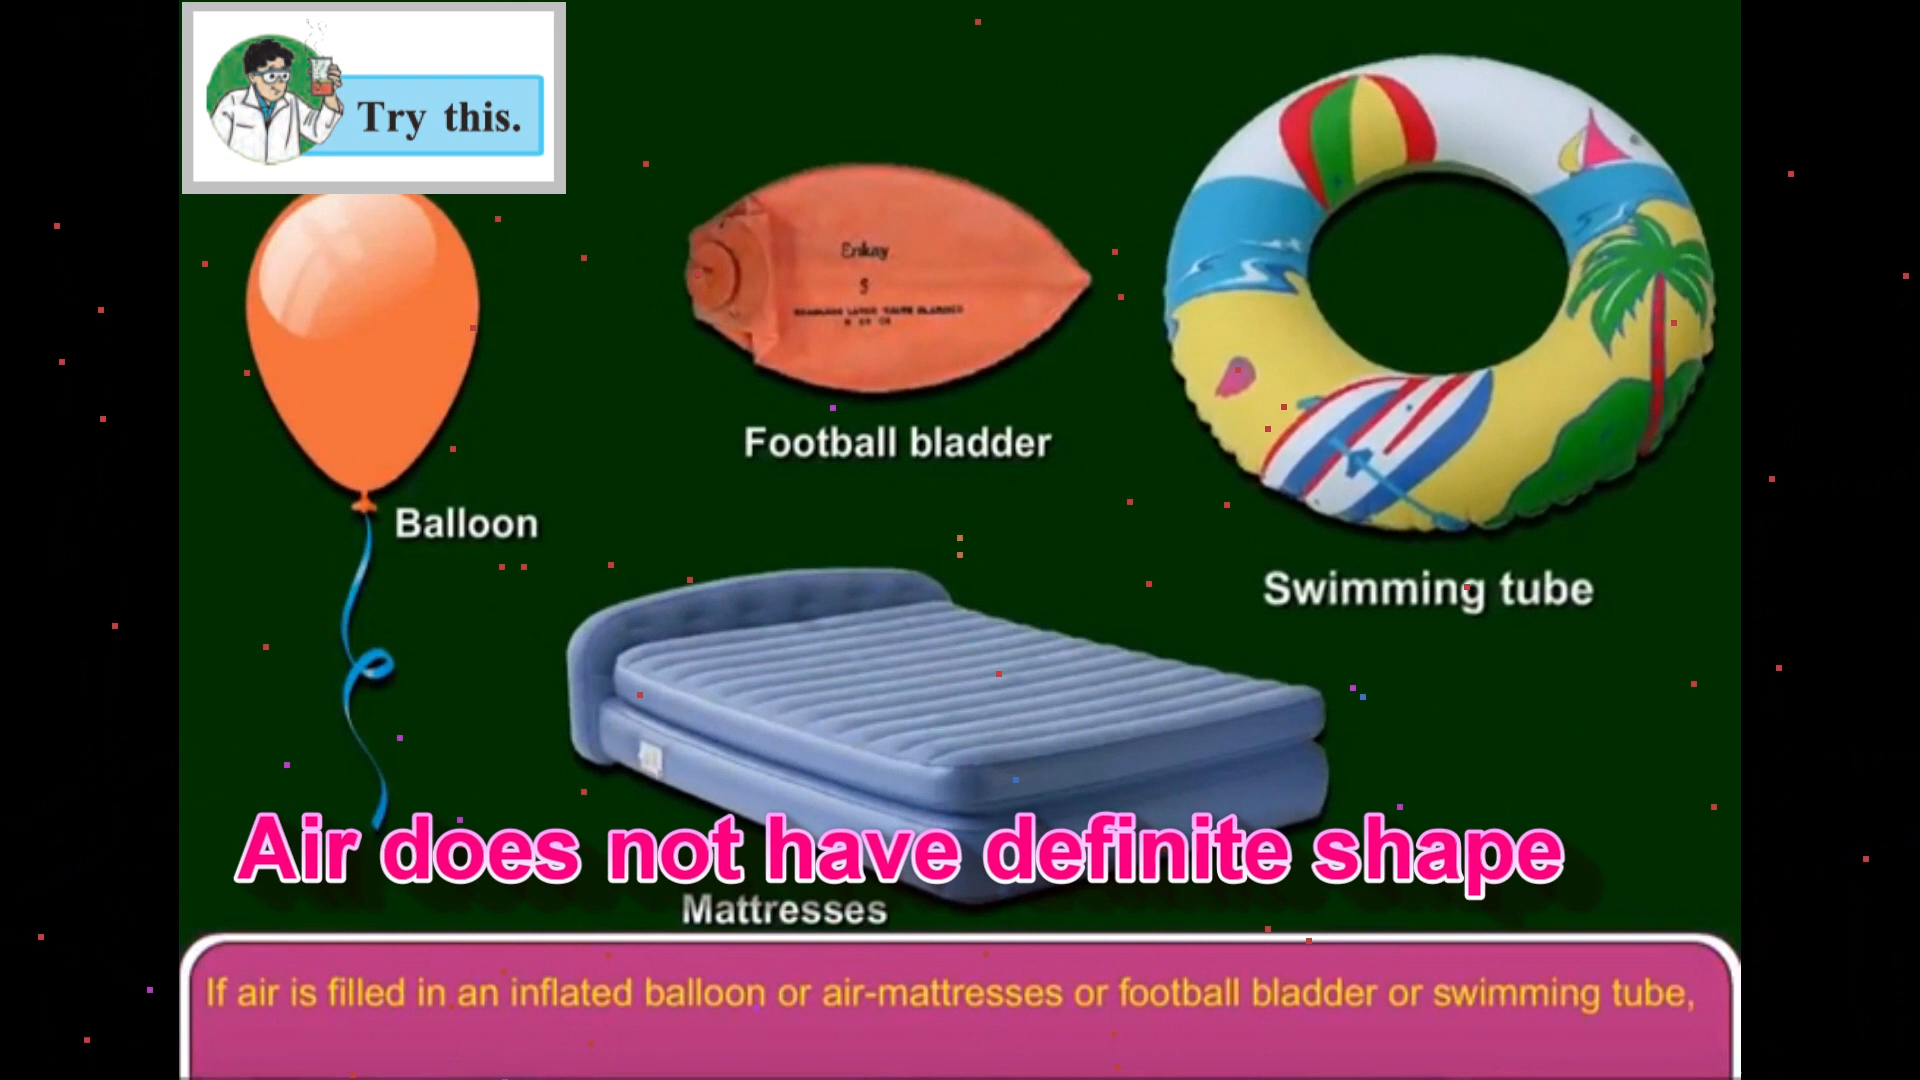 Try this.
Enkay
S
Balloon
Football bladder
Swimming tube
Air does not have definite shape
Mattresses
If air is filled in an inflated balloon or air-mattresses or football bladder or swimming tube,